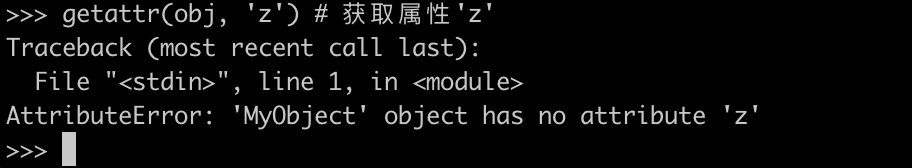 >>> getattr(obj, 'z') # 获取属性'z'
Traceback (most recent call last):
  File "<stdin>", line 1, in <module>
AttributeError: 'MyObject' object has no attribute 'z'
>>>